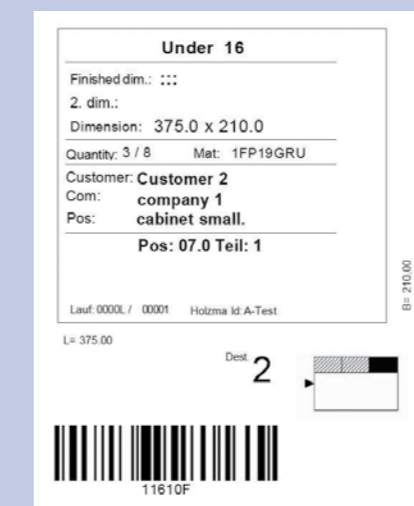 Under 16
Finished dim.: :::
2. dim.:
Dimension: 375.0 x 210.0
Quantity: 3 / 8 Mat: 1FP19GRU
Customer: Customer 2
Com: company 1
Pos: cabinet small.
Pos: 07.0 Teil: 1
Lauf: 0000L / 00001 Holzma Id: A-Test
B= 210.00
L= 375.00
Dest. 2
11610F